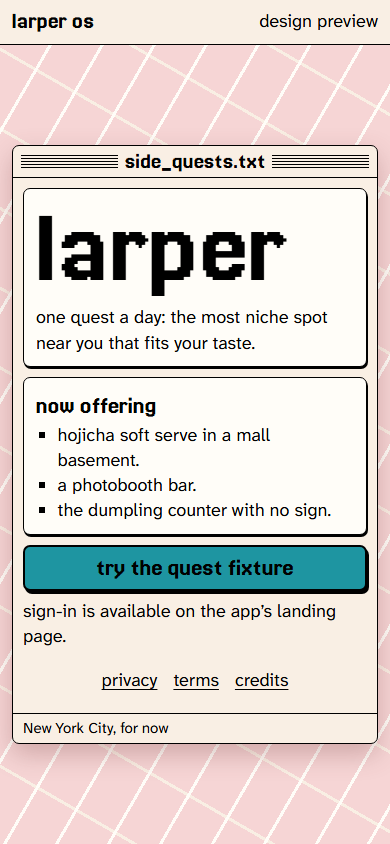 larper os
design preview
side_quests.txt
larper
one quest a day: the most niche spot
near you that fits your taste.
now offering
hojicha soft serve in a mall
basement.
a photobooth bar.
the dumpling counter with no sign.
try the quest fixture
sign-in is available on the app’s landing
page.
privacy terms credits
New York City, for now